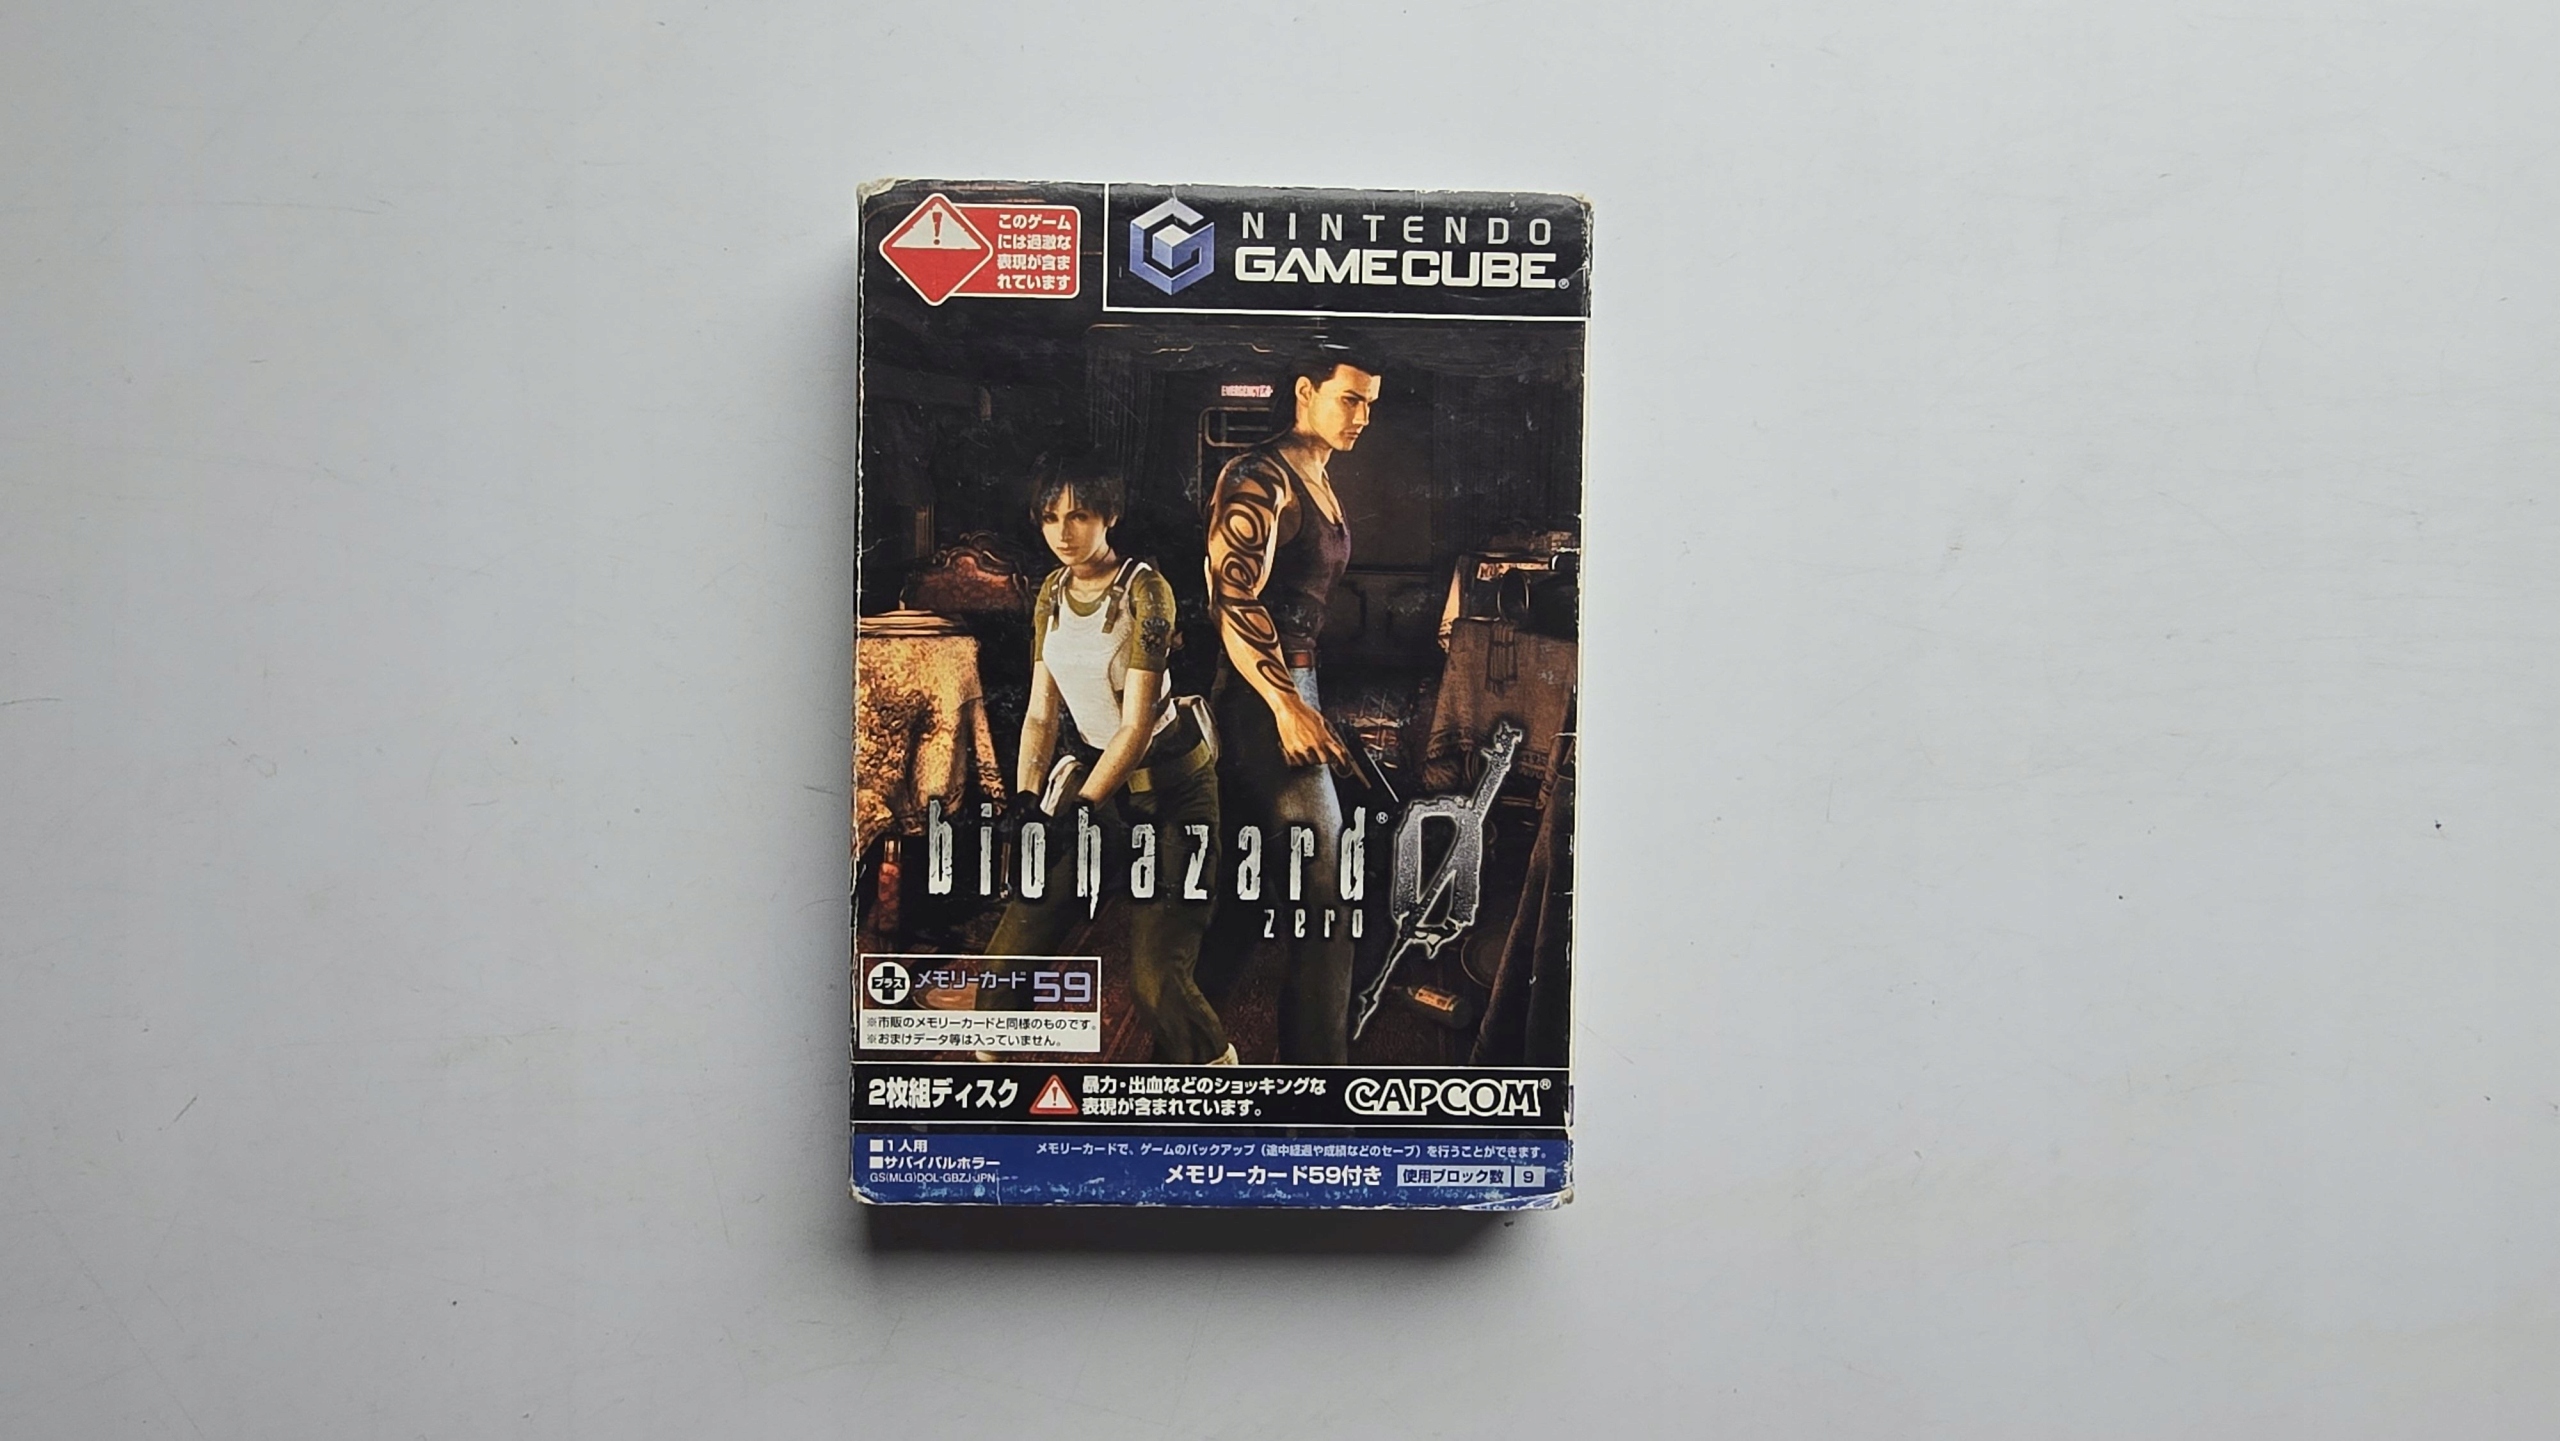 このゲーム
には過激な
表現が含ま
れています
NINTENDO
GAMECUBE®
EMERGENCY
biohazard® 0
zero
プラス メモリーカード 59
※市販のメモリーカードと同様のものです。
※おまけデータ等は入っていません。
2枚組ディスク
暴力・出血などのショッキングな
表現が含まれています。
CAPCOM®
■1人用
■サバイバルホラー
GS(MLG)DOL-GBZJ-JPN
メモリーカードで、ゲームのバックアップ（途中経過や成績などのセーブ）を行うことができます。
メモリーカード59付き 使用ブロック数 9